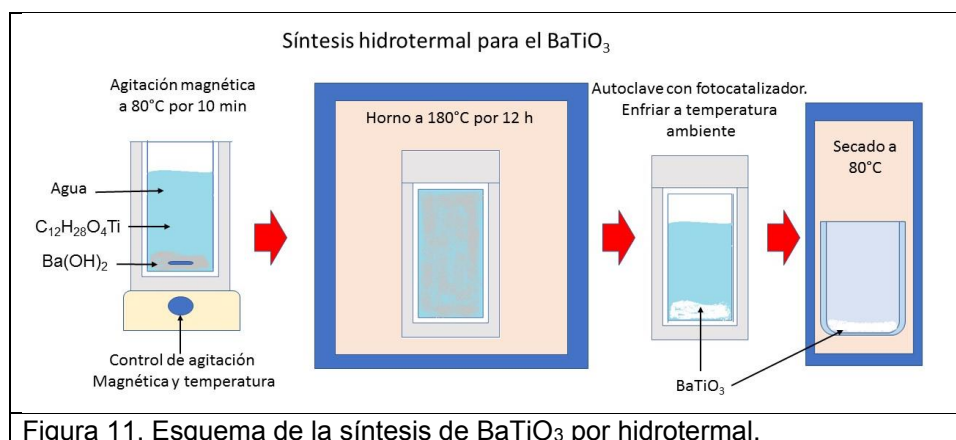 Síntesis hidrotermal para el BaTiO₃
Agitación magnética
a 80°C por 10 min
Agua
C₁₂H₂₈O₄Ti
Ba(OH)₂
Control de agitación
Magnética y temperatura
Horno a 180°C por 12 h
Autoclave con fotocatalizador.
Enfriar a temperatura
ambiente
BaTiO₃
Secado a
80°C
Figura 11. Esquema de la síntesis de BaTiO₃ por hidrotermal.